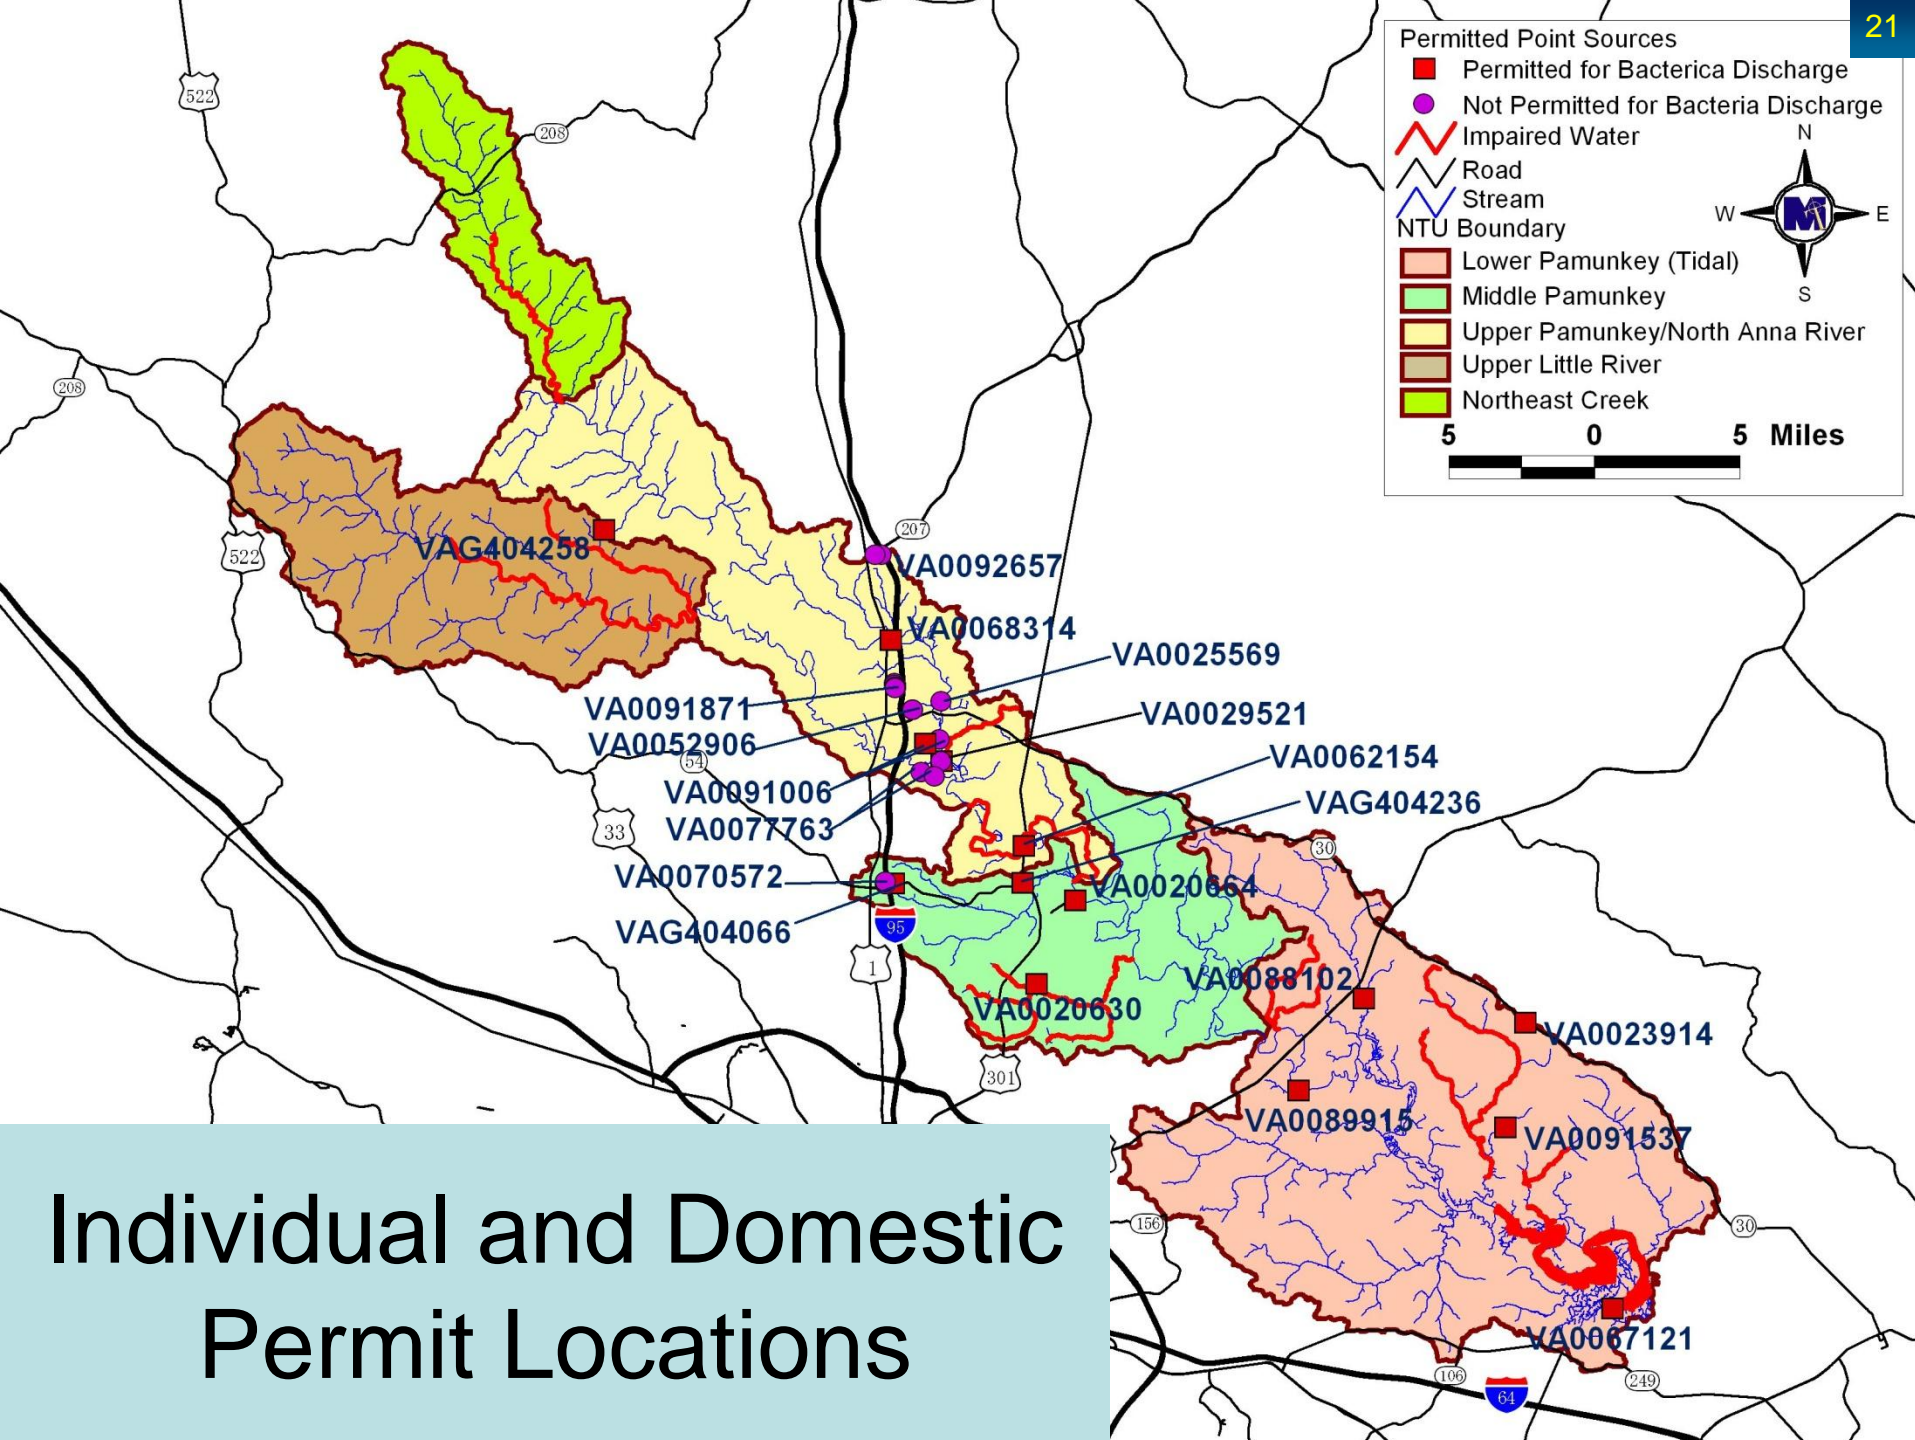 21
Permitted Point Sources
Permitted for Bacterica Discharge
Not Permitted for Bacteria Discharge
Impaired Water
Road
Stream
NTU Boundary
Lower Pamunkey (Tidal)
Middle Pamunkey
Upper Pamunkey/North Anna River
Upper Little River
Northeast Creek
N
W
E
S
M
5 0 5 Miles
522
208
208
207
522
VAG404258
VA0092657
VA0068314
VA0025569
VA0091871
VA0029521
VA0052906
54
VA0062154
VA0091006
VAG404236
VA0077763
33
30
VA0070572
VA0020664
VAG404066
95
1
VA0088102
VA0020630
VA0023914
301
VA0089915
VA0091537
156
30
VA0067121
106
249
64
Individual and Domestic
Permit Locations